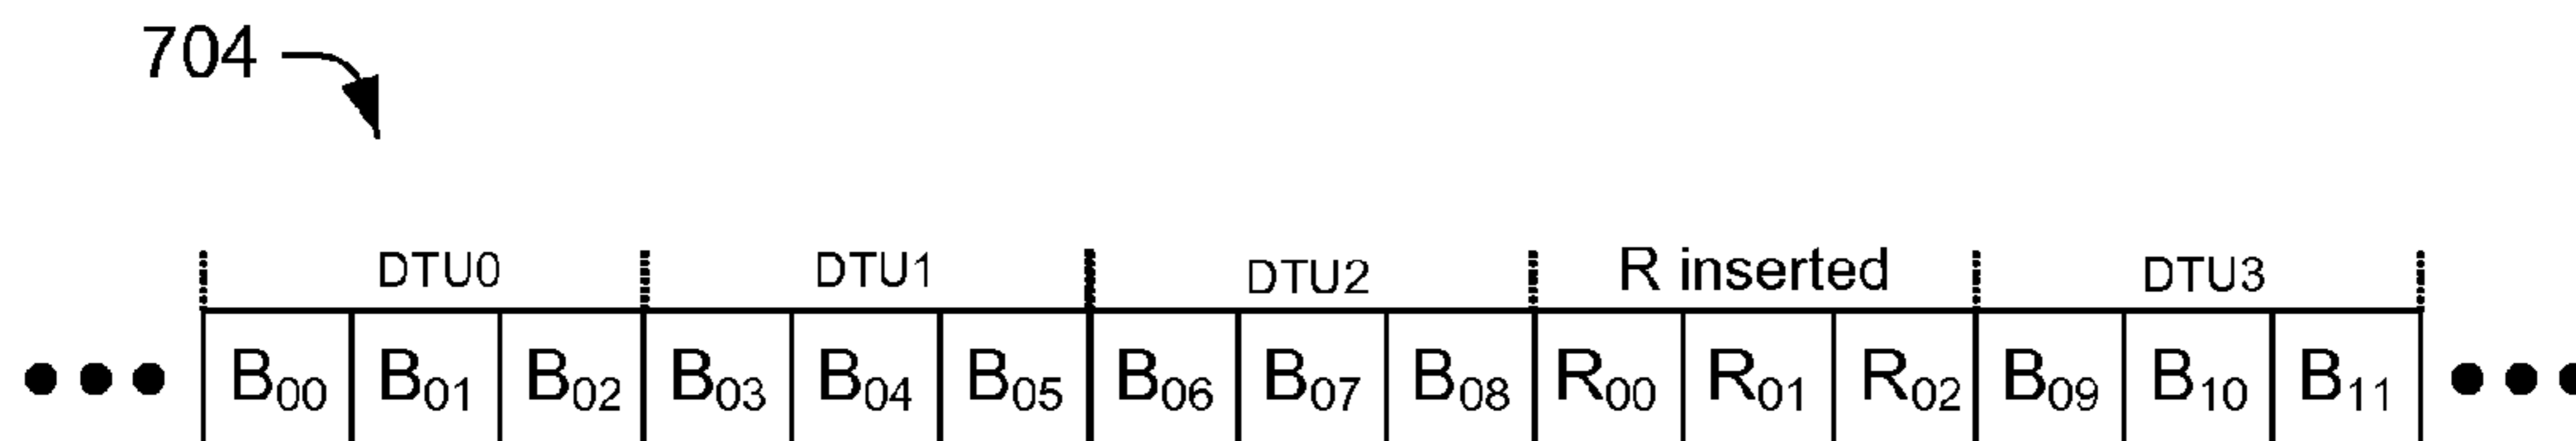 704
DTU0 DTU1 DTU2 R inserted DTU3
B00 B01 B02 B03 B04 B05 B06 B07 B08 R00 R01 R02 B09 B10 B11